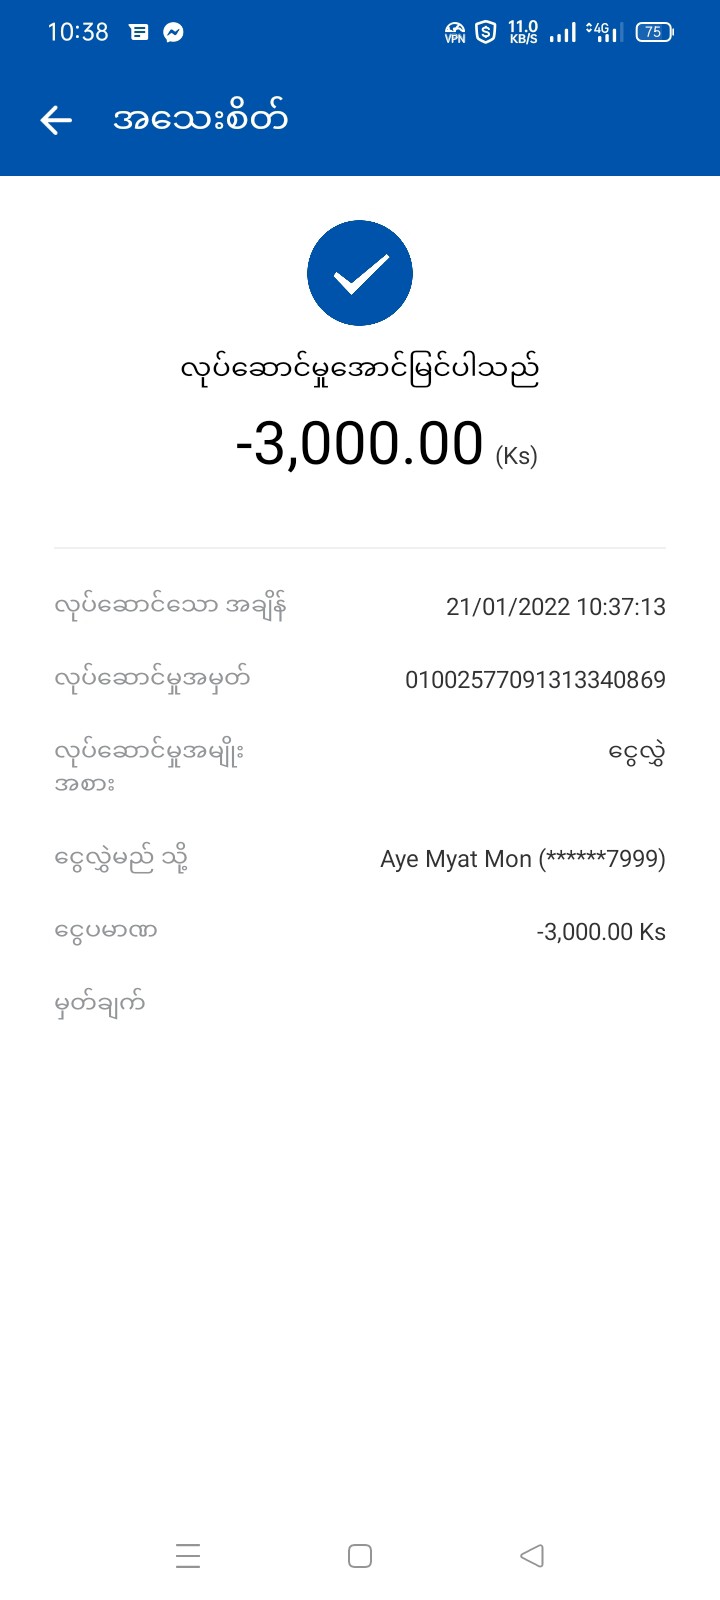 10:38
VPN
11.0
KB/S
4G
75
အသေးစိတ်
လုပ်ဆောင်မှုအောင်မြင်ပါသည်
-3,000.00 (Ks)
လုပ်ဆောင်သော အချိန် 21/01/2022 10:37:13
လုပ်ဆောင်မှုအမှတ် 01002577091313340869
လုပ်ဆောင်မှုအမျိုး ငွေလွှဲ
အစား
ငွေလွှဲမည် သို့ Aye Myat Mon (******7999)
ငွေပမာဏ -3,000.00 Ks
မှတ်ချက်